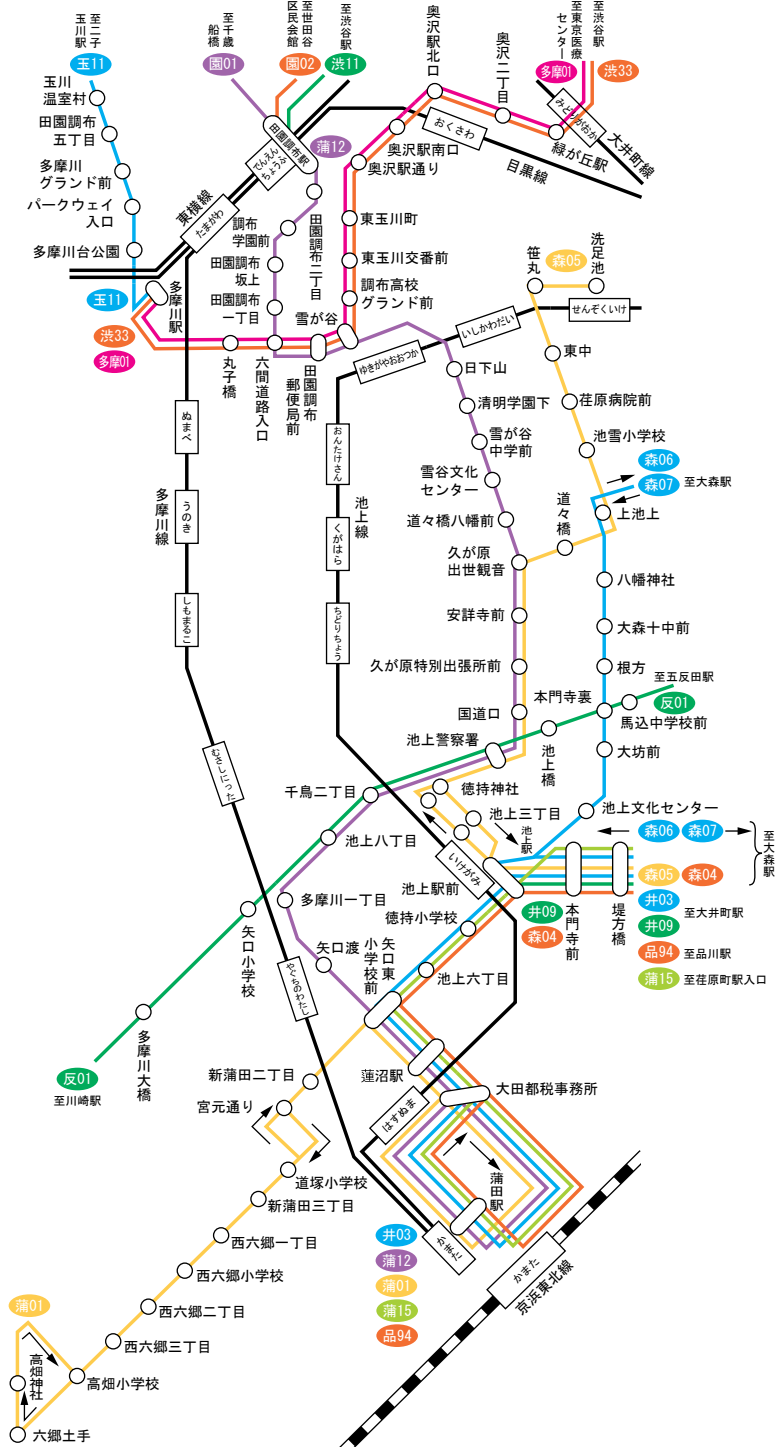 至二子
玉川駅
玉11
至千歳
船橋
園01
至世田谷
区民会館
園02
至渋谷駅
渋11
奥沢駅北口
奥沢二丁目
至東京医療
センター
多摩01
至渋谷駅
渋33
玉川
温室村
田園調布
五丁目
多摩川
グランド前
パークウェイ
入口
多摩川台公園
田園調布駅
でんえん
ちょうふ
蒲12
おくさわ
みどりがおか
大井町線
緑が丘駅
目黒線
奥沢駅南口
奥沢駅通り
東横線
たまがわ
調布
学園前
田園調布二丁目
東玉川町
田園調布
坂上
東玉川交番前
田園調布
一丁目
調布高校
グランド前
雪が谷
玉11
多摩川駅
渋33
多摩01
丸子橋
六間道路入口
田園調布
郵便局前
笹丸
森05
洗足池
せんぞくいけ
いしかわだい
ゆきがやおおつか
日下山
東中
清明学園下
荏原病院前
雪が谷
中学前
池雪小学校
雪谷文化
センター
森06
森07
至大森駅
道々橋
上池上
道々橋八幡前
久が原
出世観音
八幡神社
安詳寺前
大森十中前
久が原特別出張所前
根方
ぬまべ
うのき
多摩川線
しもまるこ
おんたけさん
池上線
くがはら
ちどりちょう
至五反田駅
反01
本門寺裏
馬込中学校前
国道口
池上橋
大坊前
池上警察署
むさしにった
千鳥二丁目
徳持神社
池上三丁目
池上文化センター
池上駅
池上八丁目
いけがみ
池上駅前
森06
森07
至大森駅
森05
森04
井03
至大井町駅
井09
品94
至品川駅
蒲15
至荏原町駅入口
井09
森04
本門寺前
堤方橋
多摩川一丁目
徳持小学校
矢口小学校
矢口渡
矢口東
小学校前
池上六丁目
やぐちのわたし
多摩川大橋
反01
至川崎駅
新蒲田二丁目
蓮沼駅
大田都税事務所
宮元通り
はすぬま
道塚小学校
蒲田駅
新蒲田三丁目
西六郷一丁目
かまた
井03
蒲12
蒲01
蒲15
品94
かまた
京浜東北線
西六郷小学校
西六郷二丁目
西六郷三丁目
蒲01
高畑神社
高畑小学校
六郷土手